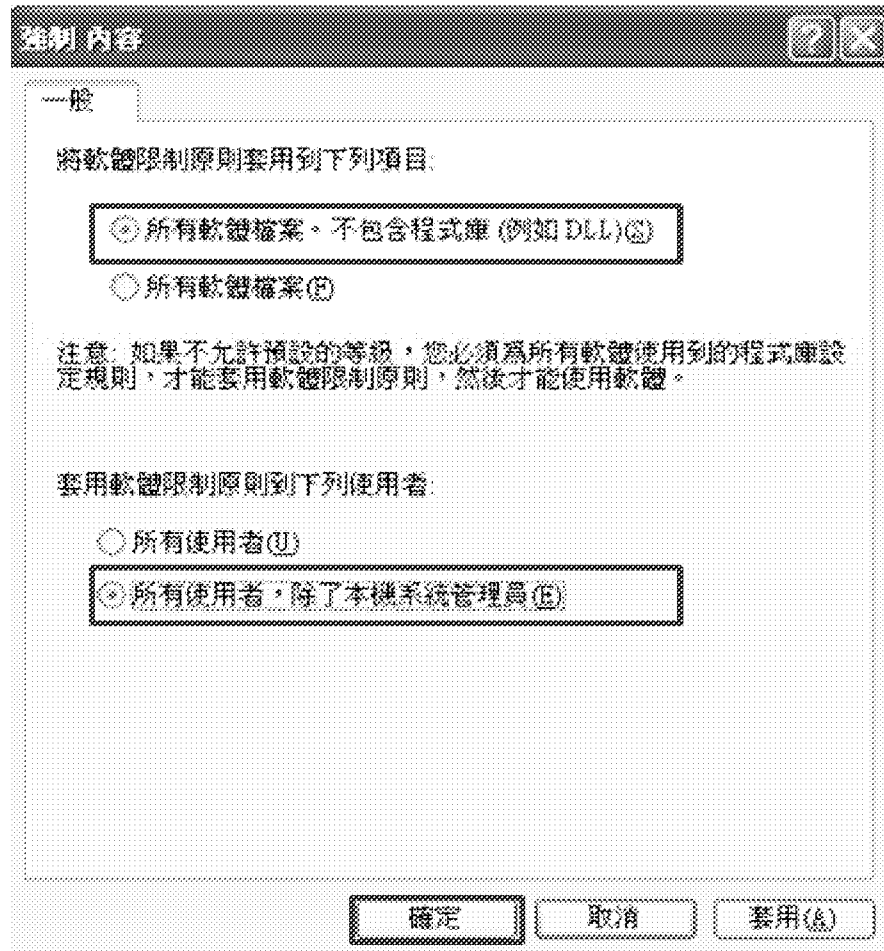 強制 內容
一般
將軟體限制原則套用到下列項目:
所有軟體檔案。不包含程式庫 (例如 DLL)(S)
所有軟體檔案(F)
注意: 如果不允許預設的等級，您必須為所有軟體使用到的程式庫設
定規則，才能套用軟體限制原則，然後才能使用軟體。
套用軟體限制原則到下列使用者:
所有使用者(U)
所有使用者，除了本機系統管理員(E)
確定
取消
套用(A)